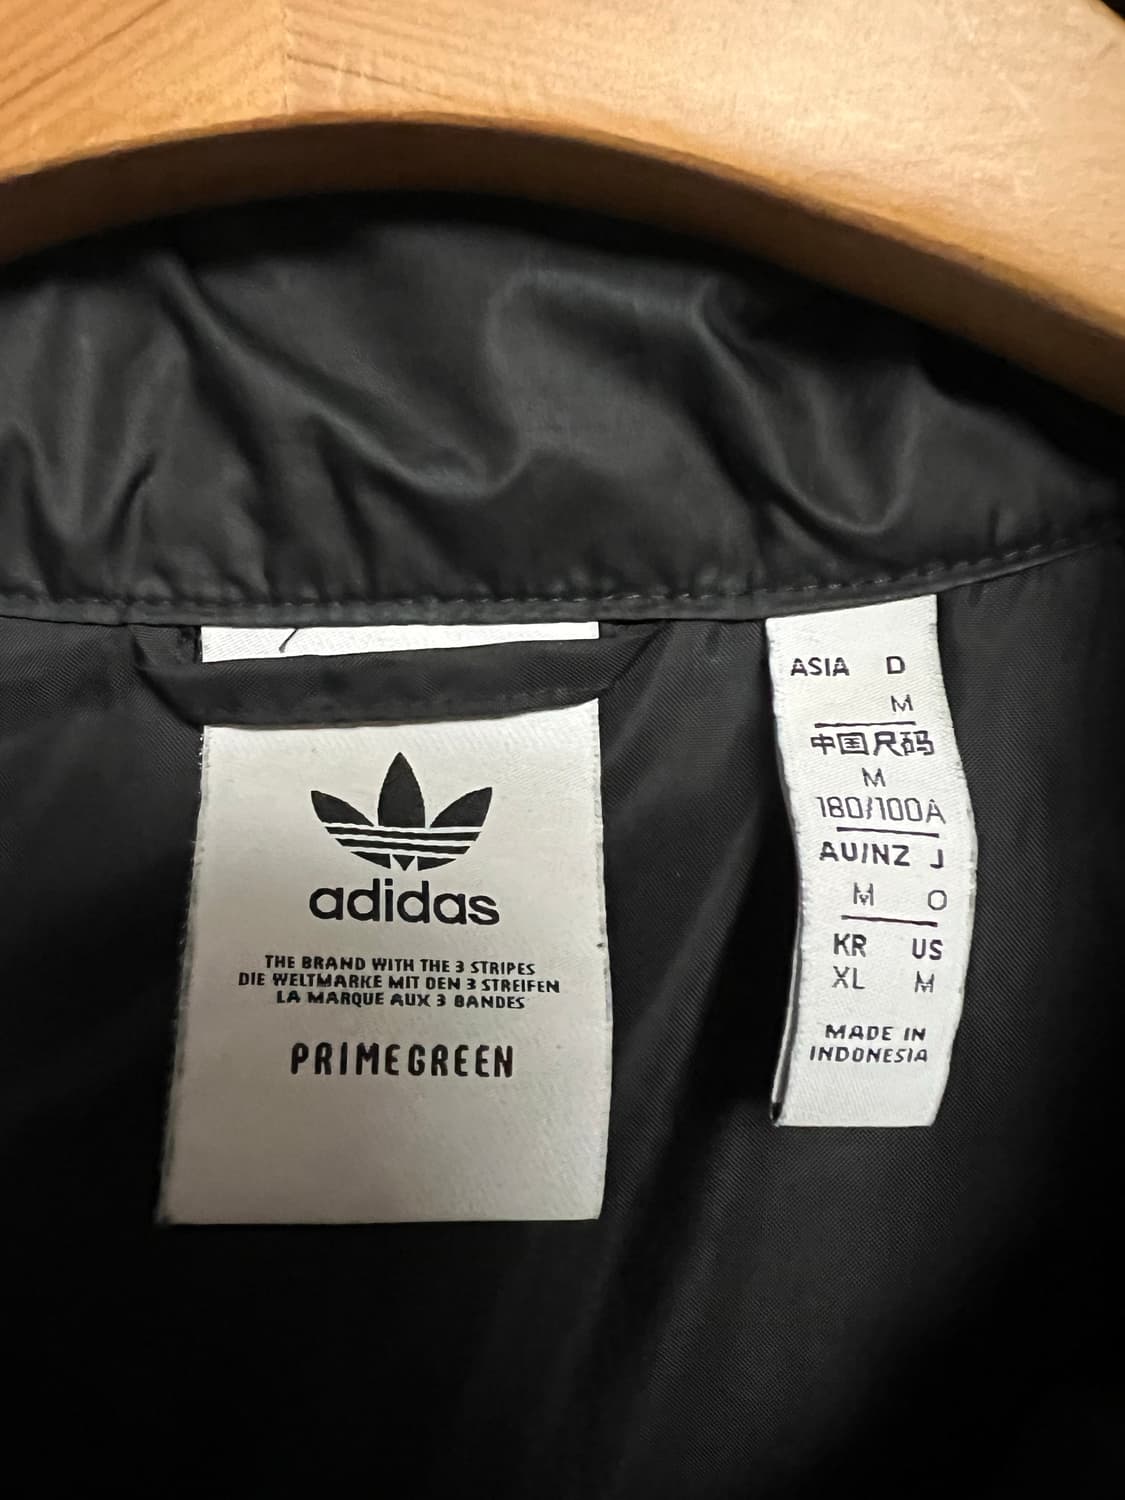 adidas
THE BRAND WITH THE 3 STRIPES
DIE WELTMARKE MIT DEN 3 STREIFEN
LA MARQUE AUX 3 BANDES
PRIMEGREEN
ASIA D
M
中国尺码
M
180/100A
AU/NZ J
M O
KR US
XL M
MADE IN
INDONESIA